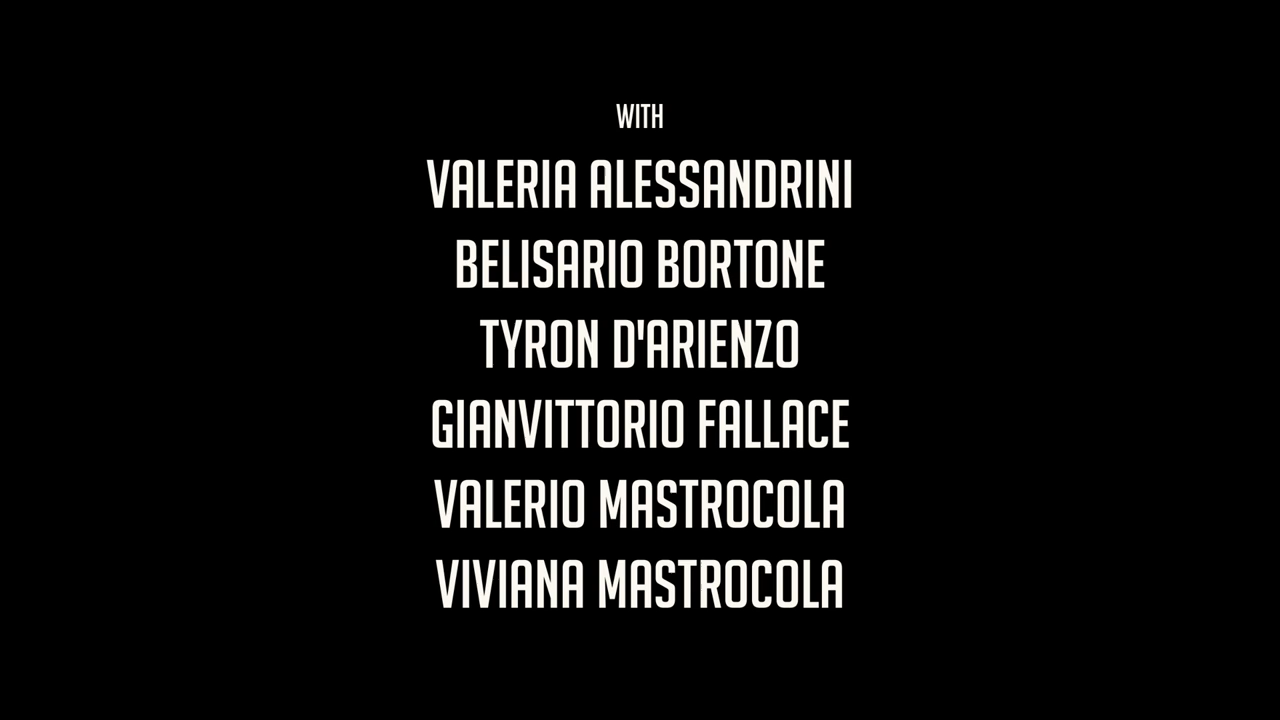 WITH
VALERIA ALESSANDRINI
BELISARIO BORTONE
TYRON D'ARIENZO
GIANVITTORIO FALLACE
VALERIO MASTROCOLA
VIVIANA MASTROCOLA